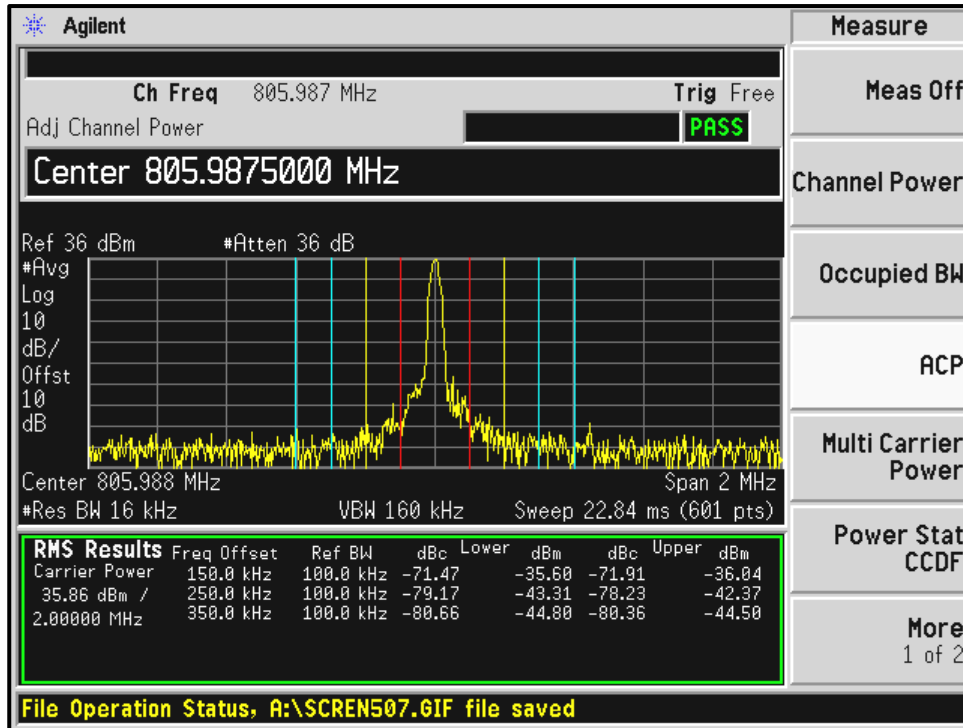 Agilent
Measure
Ch Freq 805.987 MHz Trig Free
Adj Channel Power PASS
Center 805.9875000 MHz
Ref 36 dBm #Atten 36 dB
#Avg
Log
10
dB/
Offst
10
dB
Center 805.988 MHz Span 2 MHz
#Res BW 16 kHz VBW 160 kHz Sweep 22.84 ms (601 pts)
RMS Results Freq Offset Ref BW dBc Lower dBm dBc Upper dBm
Carrier Power 150.0 kHz 100.0 kHz -71.47 -35.60 -71.91 -36.04
35.86 dBm / 250.0 kHz 100.0 kHz -79.17 -43.31 -78.23 -42.37
2.00000 MHz 350.0 kHz 100.0 kHz -80.66 -44.80 -80.36 -44.50
File Operation Status, A:\SCREN507.GIF file saved
Meas Off
Channel Power
Occupied BW
ACP
Multi Carrier
Power
Power Stat
CCDF
More
1 of 2